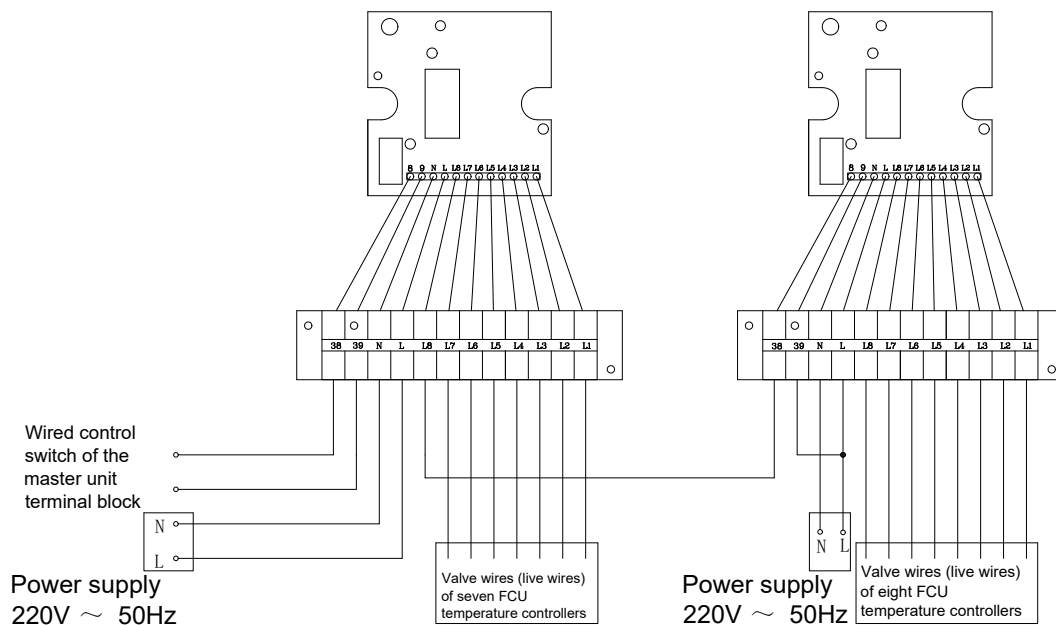 8 9 N L L8 L7 L6 L5 L4 L3 L2 L1
8 9 N L L8 L7 L6 L5 L4 L3 L2 L1
38 39 N L L8 L7 L6 L5 L4 L3 L2 L1
38 39 N L L8 L7 L6 L5 L4 L3 L2 L1
Wired control
switch of the
master unit
terminal block
N
L
Power supply
220V ～ 50Hz
Valve wires (live wires)
of seven FCU
temperature controllers
N L
Power supply
220V ～ 50Hz
Valve wires (live wires)
of eight FCU
temperature controllers